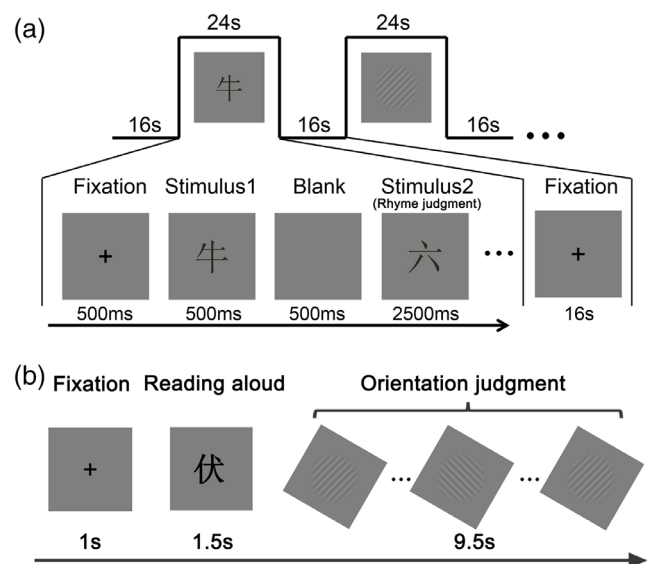 (a)
24s 24s
牛
16s 16s 16s •••
Fixation Stimulus1 Blank Stimulus2 Fixation
(Rhyme judgment)
+ 牛 六 ••• +
500ms 500ms 500ms 2500ms 16s
(b)
Fixation Reading aloud Orientation judgment
+ 伏 ••• •••
1s 1.5s 9.5s